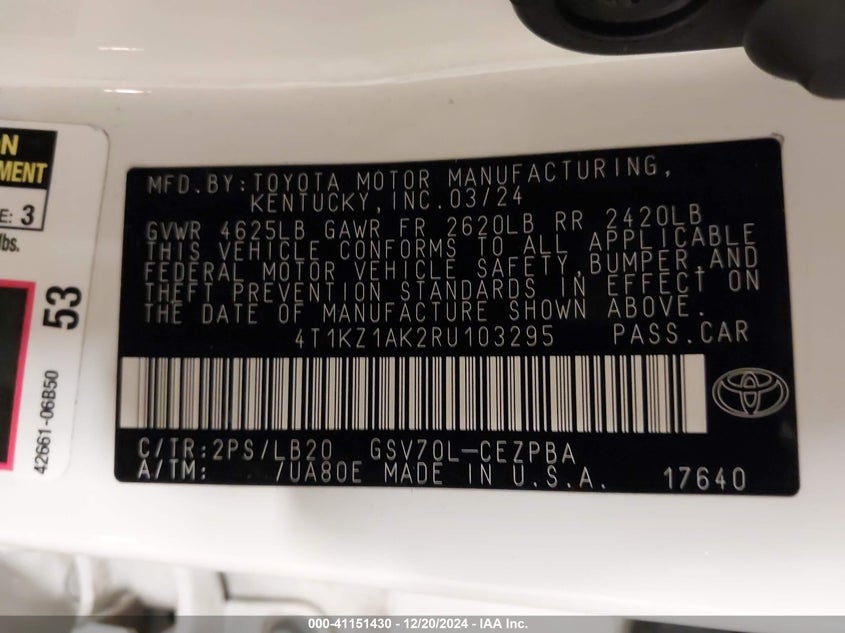 N
MENT
E: 3
lbs.
53
42661-06B50
MFD.BY:TOYOTA MOTOR MANUFACTURING,
KENTUCKY,INC.03/24
GVWR 4625LB GAWR FR 2620LB RR 2420LB
THIS VEHICLE CONFORMS TO ALL APPLICABLE
FEDERAL MOTOR VEHICLE SAFETY,BUMPER,AND
THEFT PREVENTION STANDARDS IN EFFECT ON
THE DATE OF MANUFACTURE SHOWN ABOVE.
4T1KZ1AK2RU103295 PASS.CAR
C/TR:2PS/LB20 GSV70L-CEZPBA
A/TM: 7UA80E MADE IN U.S.A. 17640
000-41151430 - 12/20/2024 - IAA Inc.